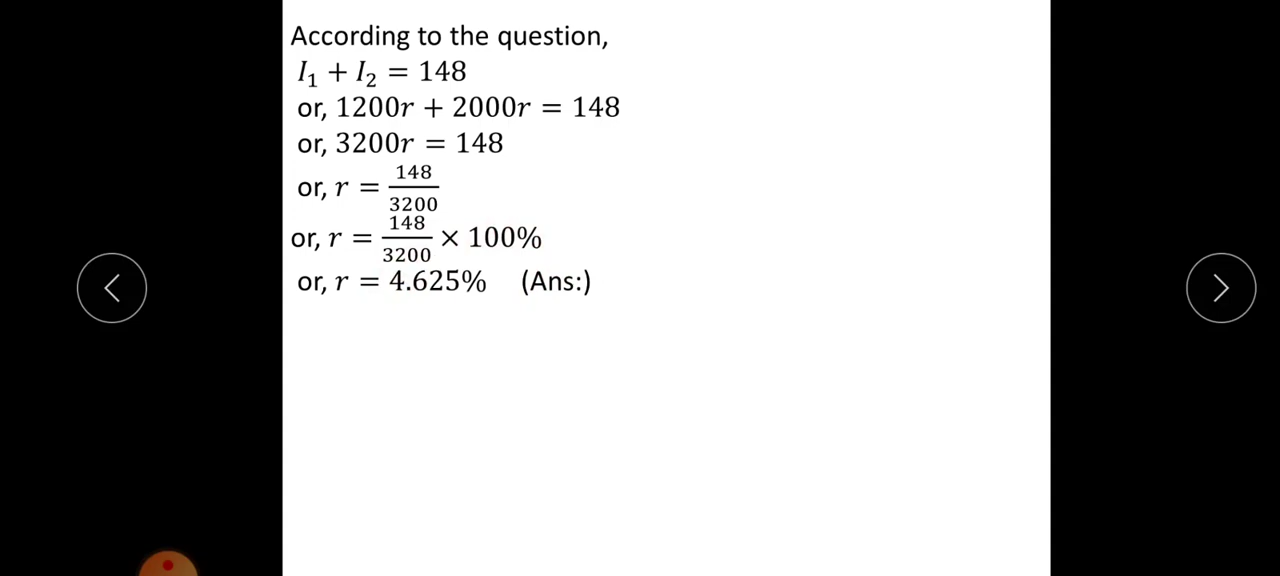 According to the question,
I₁ + I₂ = 148
or, 1200r + 2000r = 148
or, 3200r = 148
or, r = 148/3200
or, r = 148/3200 × 100%
or, r = 4.625% (Ans:)